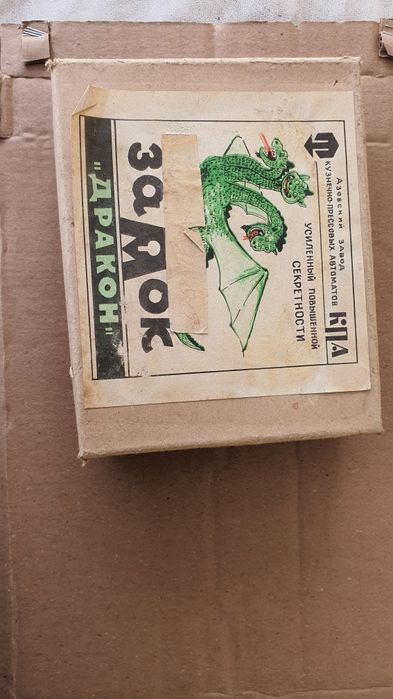 Азовский завод
кузнечно-прессовых автоматов КПА
усиленный повышенной
секретности
замок
„ДРАКОН"